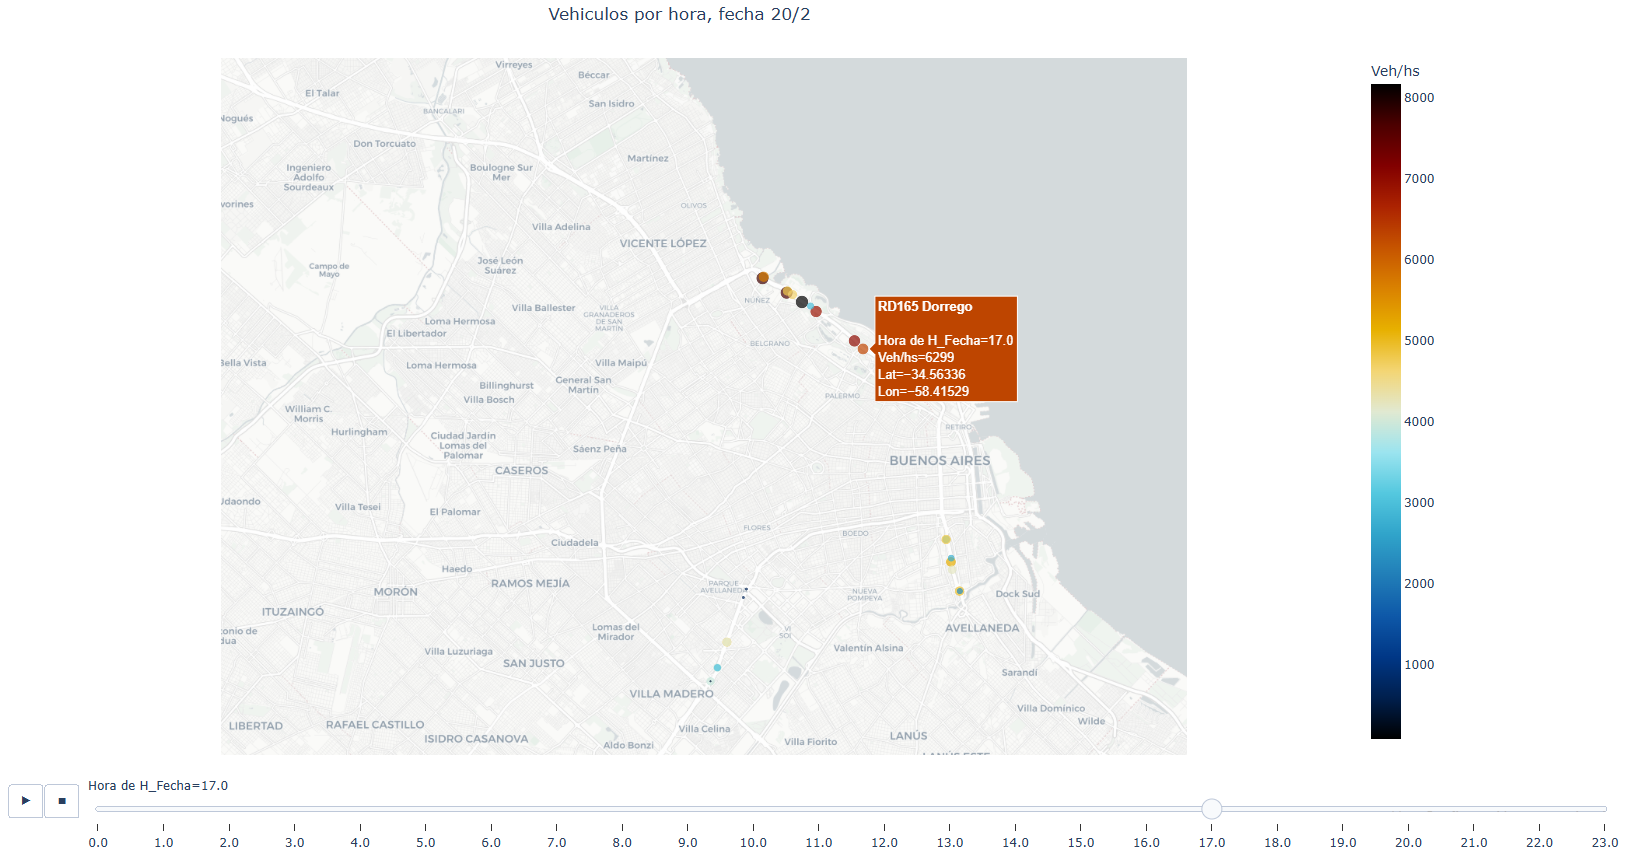 Vehiculos por hora, fecha 20/2
Veh/hs
8000
7000
6000
5000
4000
3000
2000
1000
Virreyes
Béccar
El Talar
San Isidro
BANCALARI
Nogués
Don Torcuato
Martínez
Ingeniero
Adolfo
Sourdeaux
Boulogne Sur
Mer
vorines
OLIVOS
Villa Adelina
VICENTE LÓPEZ
Campo de
Mayo
José León
Suárez
NÚÑEZ
Villa Ballester
VILLA
GRANADEROS
DE SAN
MARTÍN
Loma Hermosa
El Libertador
BELGRANO
RD165 Dorrego
Hora de H_Fecha=17.0
Veh/hs=6299
Lat=−34.56336
Lon=−58.41529
Bella Vista
Loma Hermosa
Villa Maipú
Billinghurst
General San
Martín
Villa Bosch
PALERMO
William C.
Morris
Hurlingham
Ciudad Jardín
Lomas del
Palomar
Sáenz Peña
RETIRO
CASEROS
BUENOS AIRES
Udaondo
Villa Tesei
El Palomar
FLORES
BOEDO
Ciudadela
Haedo
MORÓN
RAMOS MEJÍA
PARQUE
AVELLANEDA
NUEVA
POMPEYA
Dock Sud
ITUZAINGÓ
onio de
dua
Lomas del
Mirador
VI
SOL
AVELLANEDA
Villa Luzuriaga
SAN JUSTO
Valentín Alsina
Sarandí
VILLA MADERO
Villa Domínico
LIBERTAD
RAFAEL CASTILLO
ISIDRO CASANOVA
Villa Celina
Aldo Bonzi
Villa Fiorito
LANÚS
Wilde
LANÚS ESTE
Hora de H_Fecha=17.0
0.0 1.0 2.0 3.0 4.0 5.0 6.0 7.0 8.0 9.0 10.0 11.0 12.0 13.0 14.0 15.0 16.0 17.0 18.0 19.0 20.0 21.0 22.0 23.0